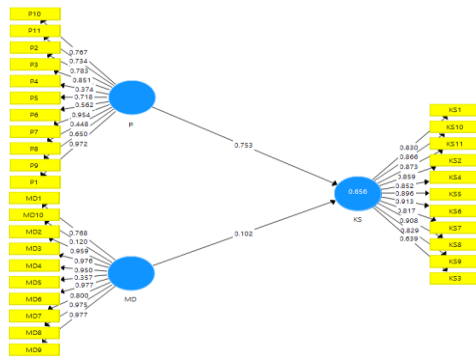 P10
P11
P2
P3
P4
P5
P6
P7
P8
P9
P1
0.767
0.734
0.783
0.851
0.374
0.718
0.562
0.954
0.448
0.650
0.972
P
0.753
MD1
MD10
MD2
MD3
MD4
MD5
MD6
MD7
MD8
MD9
0.768
0.120
0.959
0.976
0.950
0.357
0.977
0.800
0.975
0.977
MD
0.102
0.656
KS
0.830
0.866
0.873
0.859
0.852
0.896
0.913
0.817
0.908
0.829
0.639
KS1
KS10
KS11
KS2
KS4
KS5
KS6
KS7
KS8
KS9
KS3